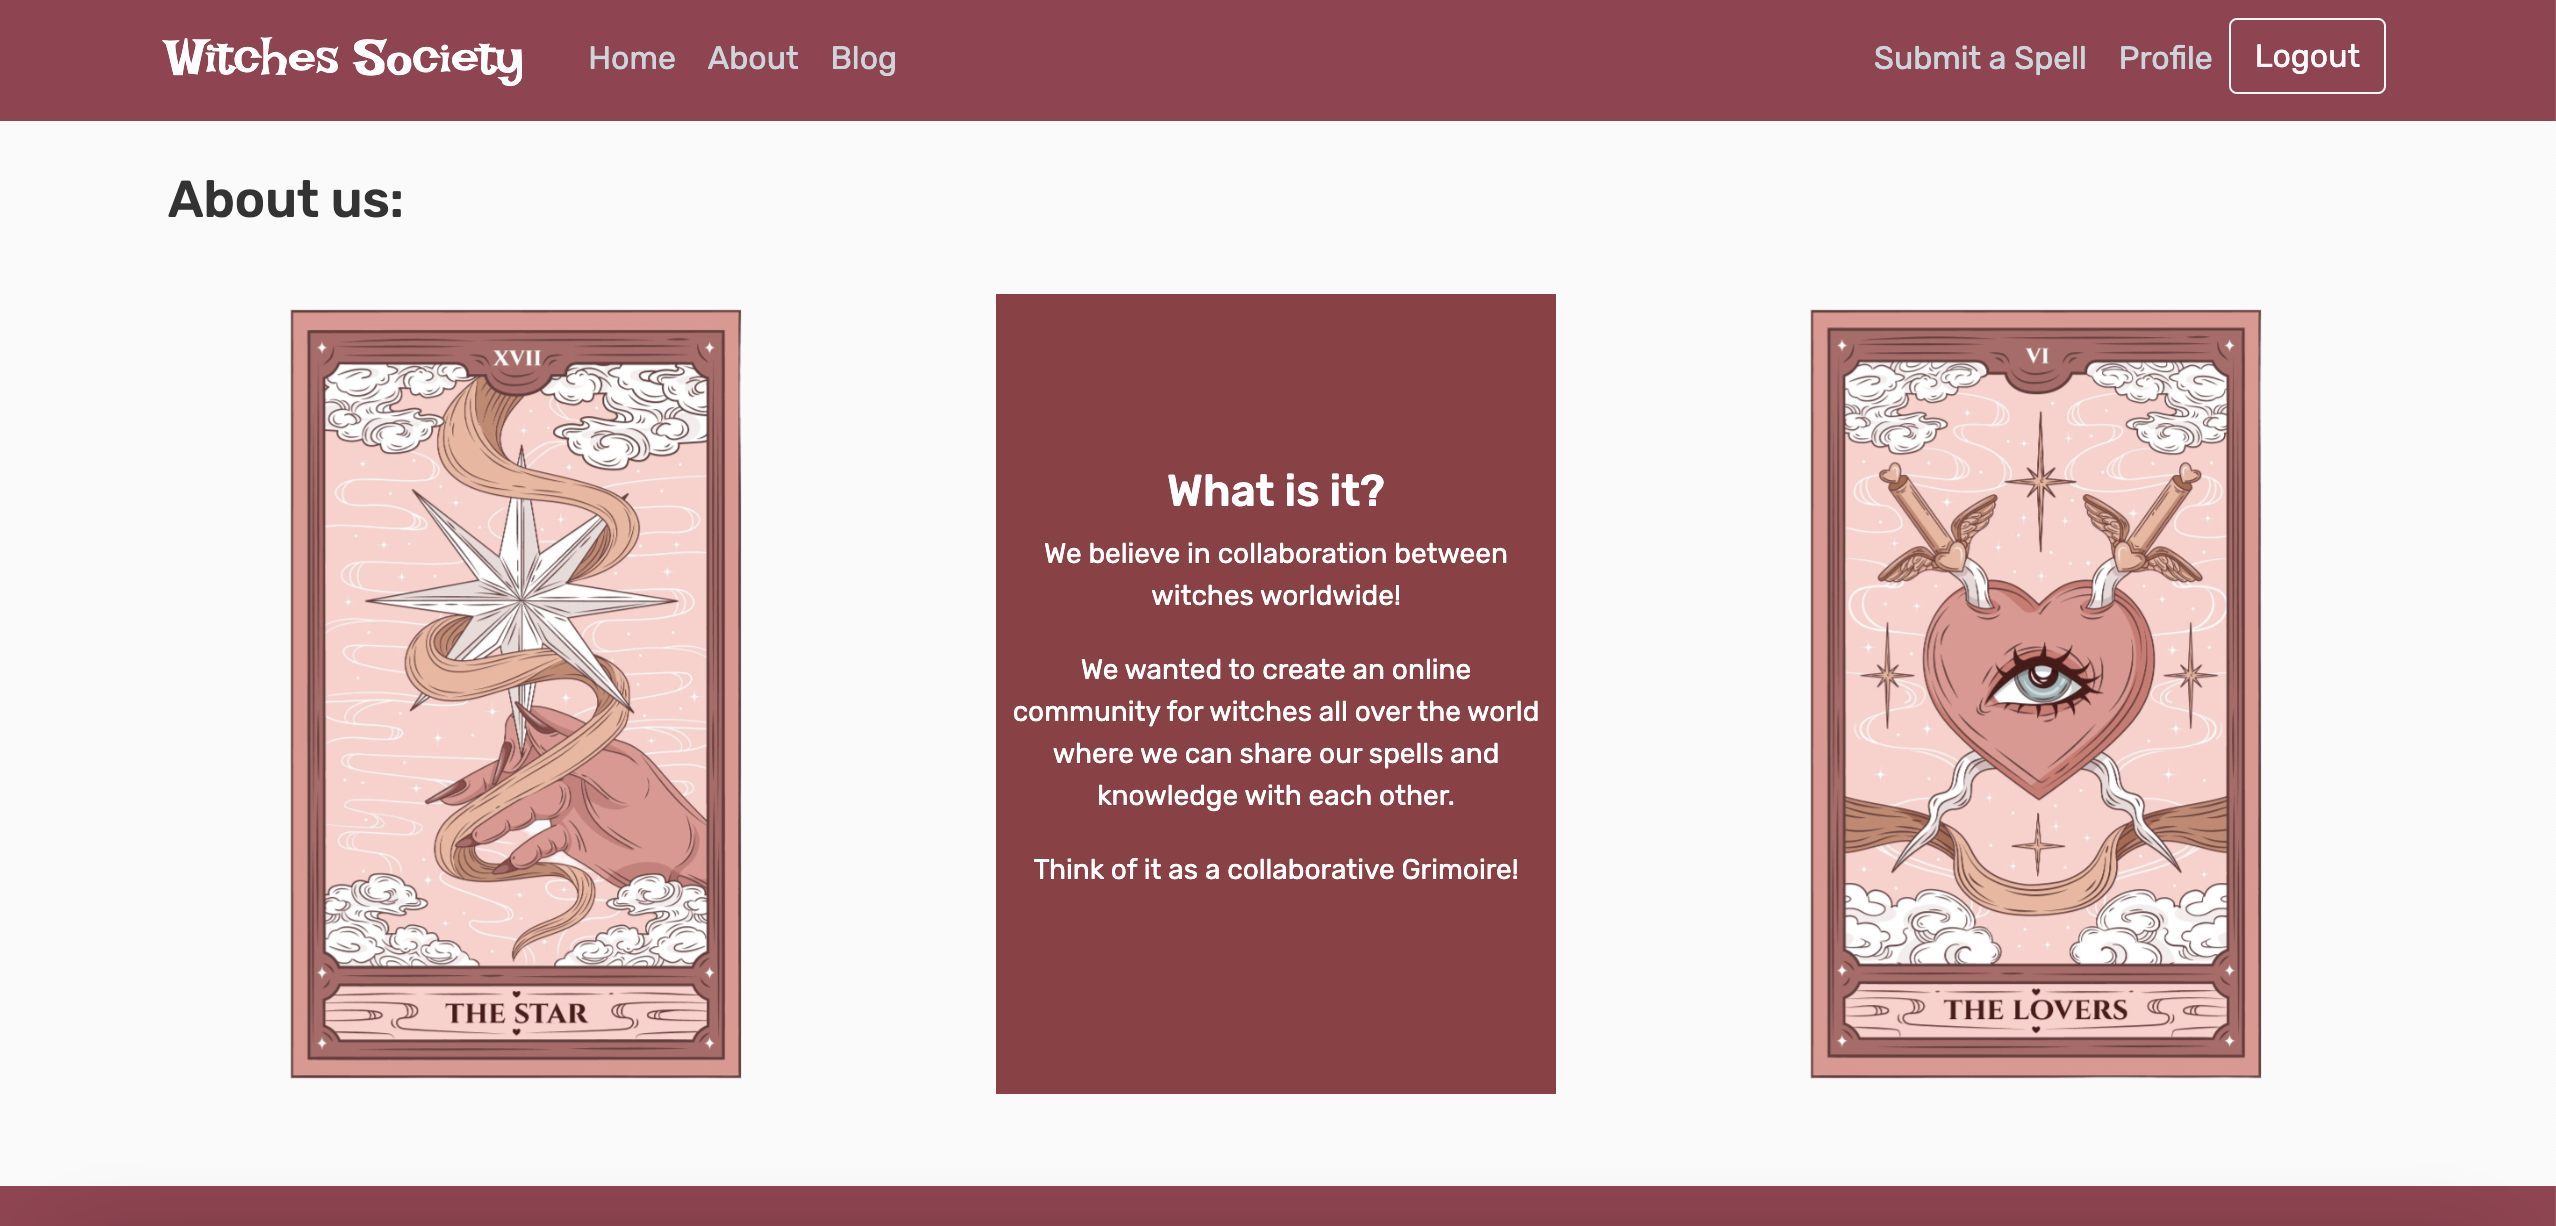 Witches Society
Home About Blog
Submit a Spell Profile Logout
About us:
XVII
THE STAR
What is it?
We believe in collaboration between
witches worldwide!
We wanted to create an online
community for witches all over the world
where we can share our spells and
knowledge with each other.
Think of it as a collaborative Grimoire!
VI
THE LOVERS